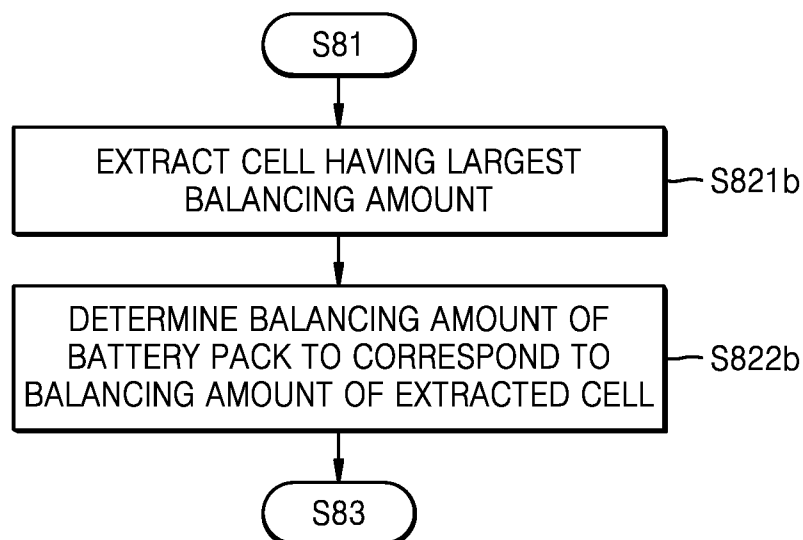 S81
EXTRACT CELL HAVING LARGEST
BALANCING AMOUNT
S821b
DETERMINE BALANCING AMOUNT OF
BATTERY PACK TO CORRESPOND TO
BALANCING AMOUNT OF EXTRACTED CELL
S822b
S83